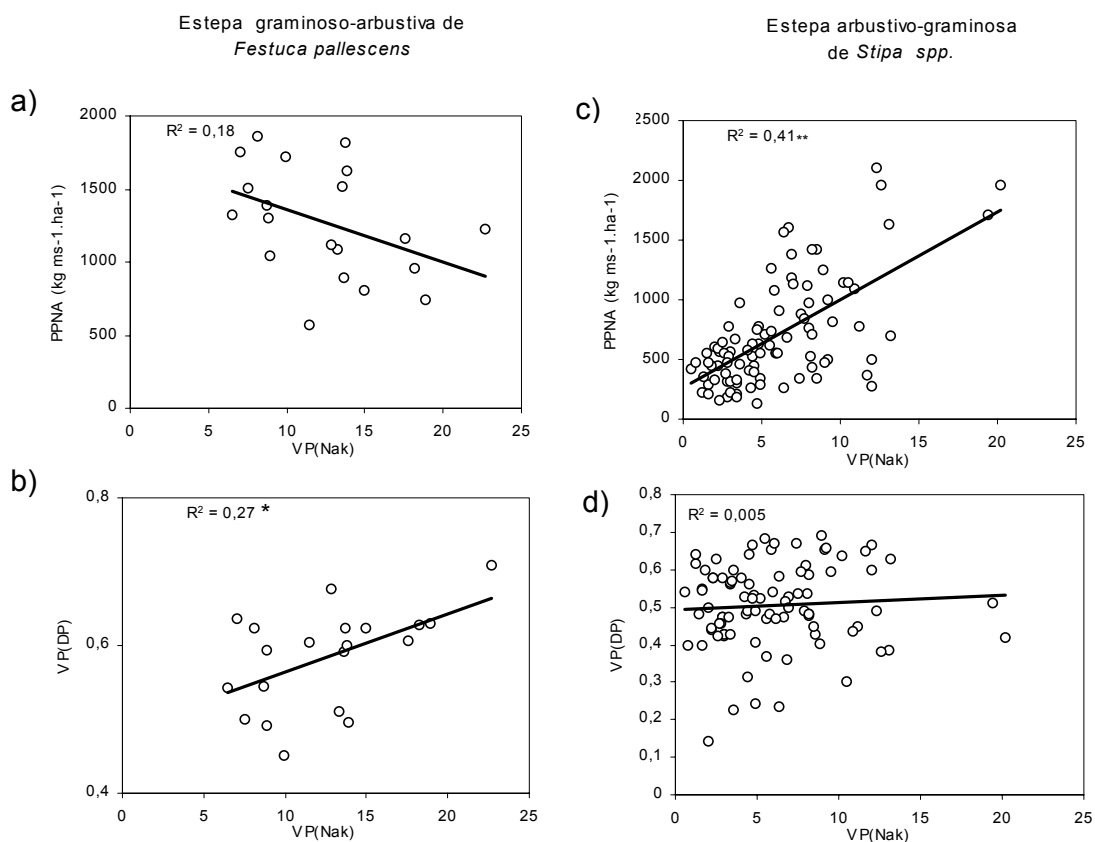 Estepa graminoso-arbustiva de
Festuca pallescens
Estepa arbustivo-graminosa
de Stipa spp.
a)
R² = 0,18
PPNA (kg ms-1.ha-1)
2000
1500
1000
500
0
0 5 10 15 20 25
VP(Nak)
b)
R² = 0,27 *
VP(DP)
0,8
0,6
0,4
0 5 10 15 20 25
VP(Nak)
c)
R² = 0,41**
PPNA (kg ms-1.ha-1)
2500
2000
1500
1000
500
0
0 5 10 15 20 25
VP(Nak)
d)
R² = 0,005
VP(DP)
0,8
0,7
0,6
0,5
0,4
0,3
0,2
0,1
0
0 5 10 15 20 25
VP(Nak)